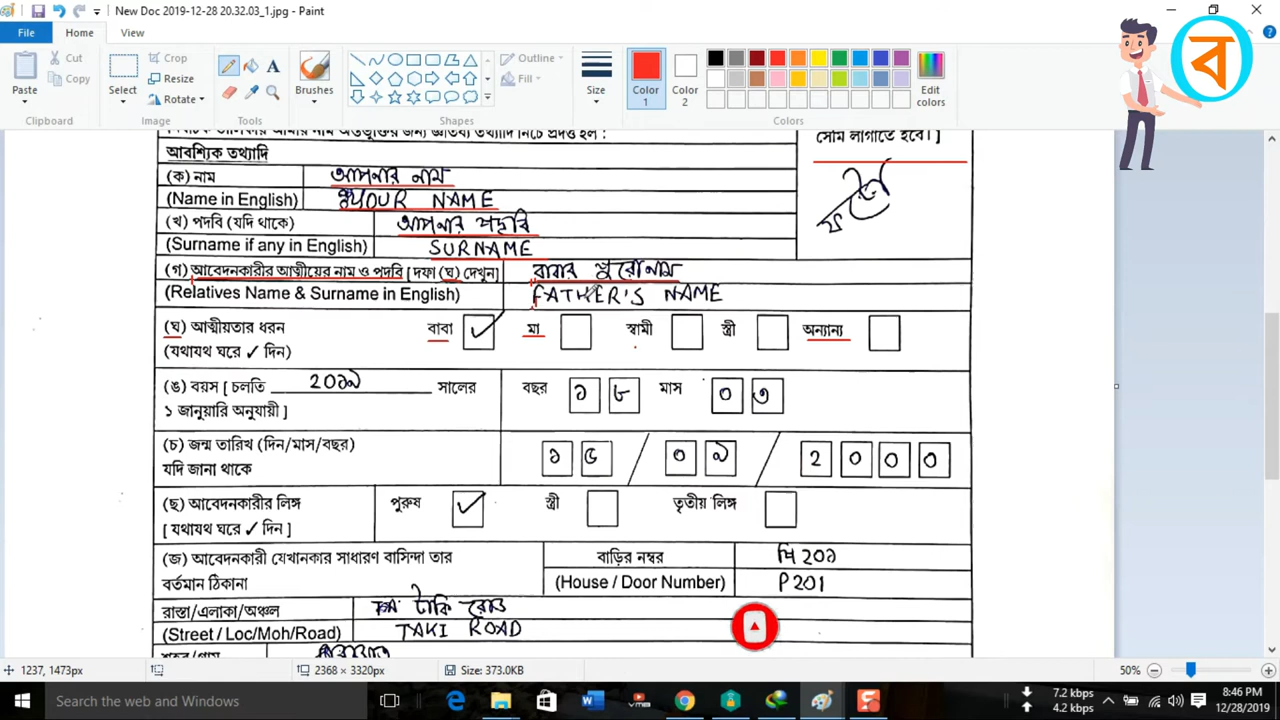 New Doc 2019-12-28 20.32.03_1.jpg - Paint
File Home View
Paste Cut Copy Clipboard
Select Crop Resize Rotate Image
Tools
Brushes
Outline Fill Shapes
Size
Color 1 Color 2 Edit colors Colors
ব
সোম লাগাতে হবে।]
আবশ্যিক তথ্যাদি
(ক) নাম আপনার নাম
(Name in English) YOUR NAME
(খ) পদবি (যদি থাকে) আপনার পদবি
(Surname if any in English) SURNAME
(গ) আবেদনকারীর আত্মীয়ের নাম ও পদবি [ দফা (ঘ) দেখুন] বাবার পুরো নাম
(Relatives Name & Surname in English) FATHER'S NAME
(ঘ) আত্মীয়তার ধরন বাবা ✓ মা স্বামী স্ত্রী অন্যান্য
(যথাযথ ঘরে ✓ দিন)
(ঙ) বয়স [ চলতি ২০১৯ সালের বছর ১ ৮ মাস ০ ৩
১ জানুয়ারি অনুযায়ী ]
(চ) জন্ম তারিখ (দিন/মাস/বছর) ১ ৫ / ০ ৯ / ২ ০ ০ ০
যদি জানা থাকে
(ছ) আবেদনকারীর লিঙ্গ পুরুষ ✓ স্ত্রী তৃতীয় লিঙ্গ
[ যথাযথ ঘরে ✓ দিন ]
(জ) আবেদনকারী যেখানকার সাধারণ বাসিন্দা তার বাড়ির নম্বর পি ২০১
বর্তমান ঠিকানা (House / Door Number) P 201
রাস্তা/এলাকা/অঞ্চল টাকি রোড
(Street / Loc/Moh/Road) TAKI ROAD
1237, 1473px 2368 × 3320px Size: 373.0KB 50%
Search the Web and Windows
7.2 kbps
4.2 kbps
8:46 PM
12/28/2019